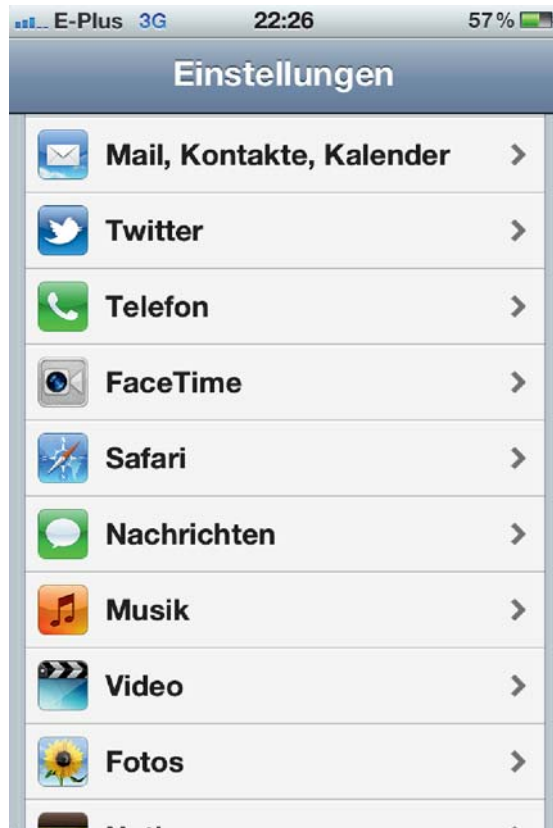 E-Plus 3G 22:26 57%
Einstellungen
Mail, Kontakte, Kalender
Twitter
Telefon
FaceTime
Safari
Nachrichten
Musik
Video
Fotos